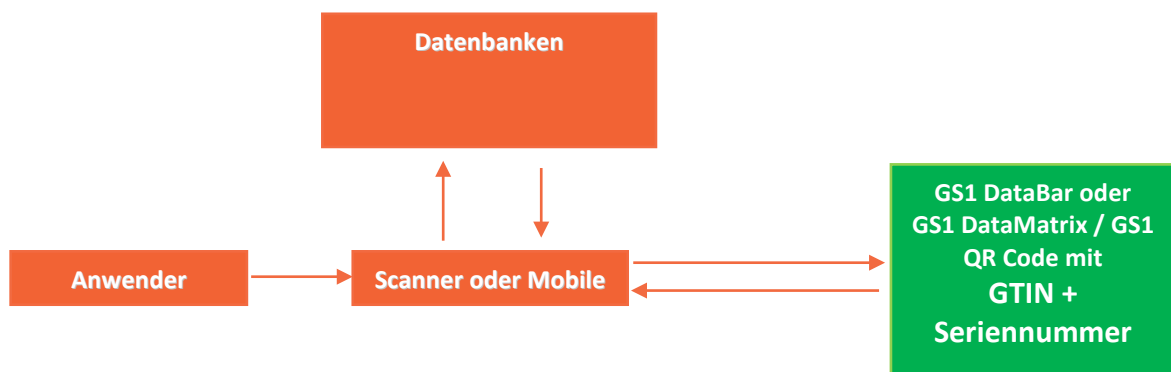 Datenbanken
Anwender
Scanner oder Mobile
GS1 DataBar oder
GS1 DataMatrix / GS1
QR Code mit
GTIN +
Seriennummer